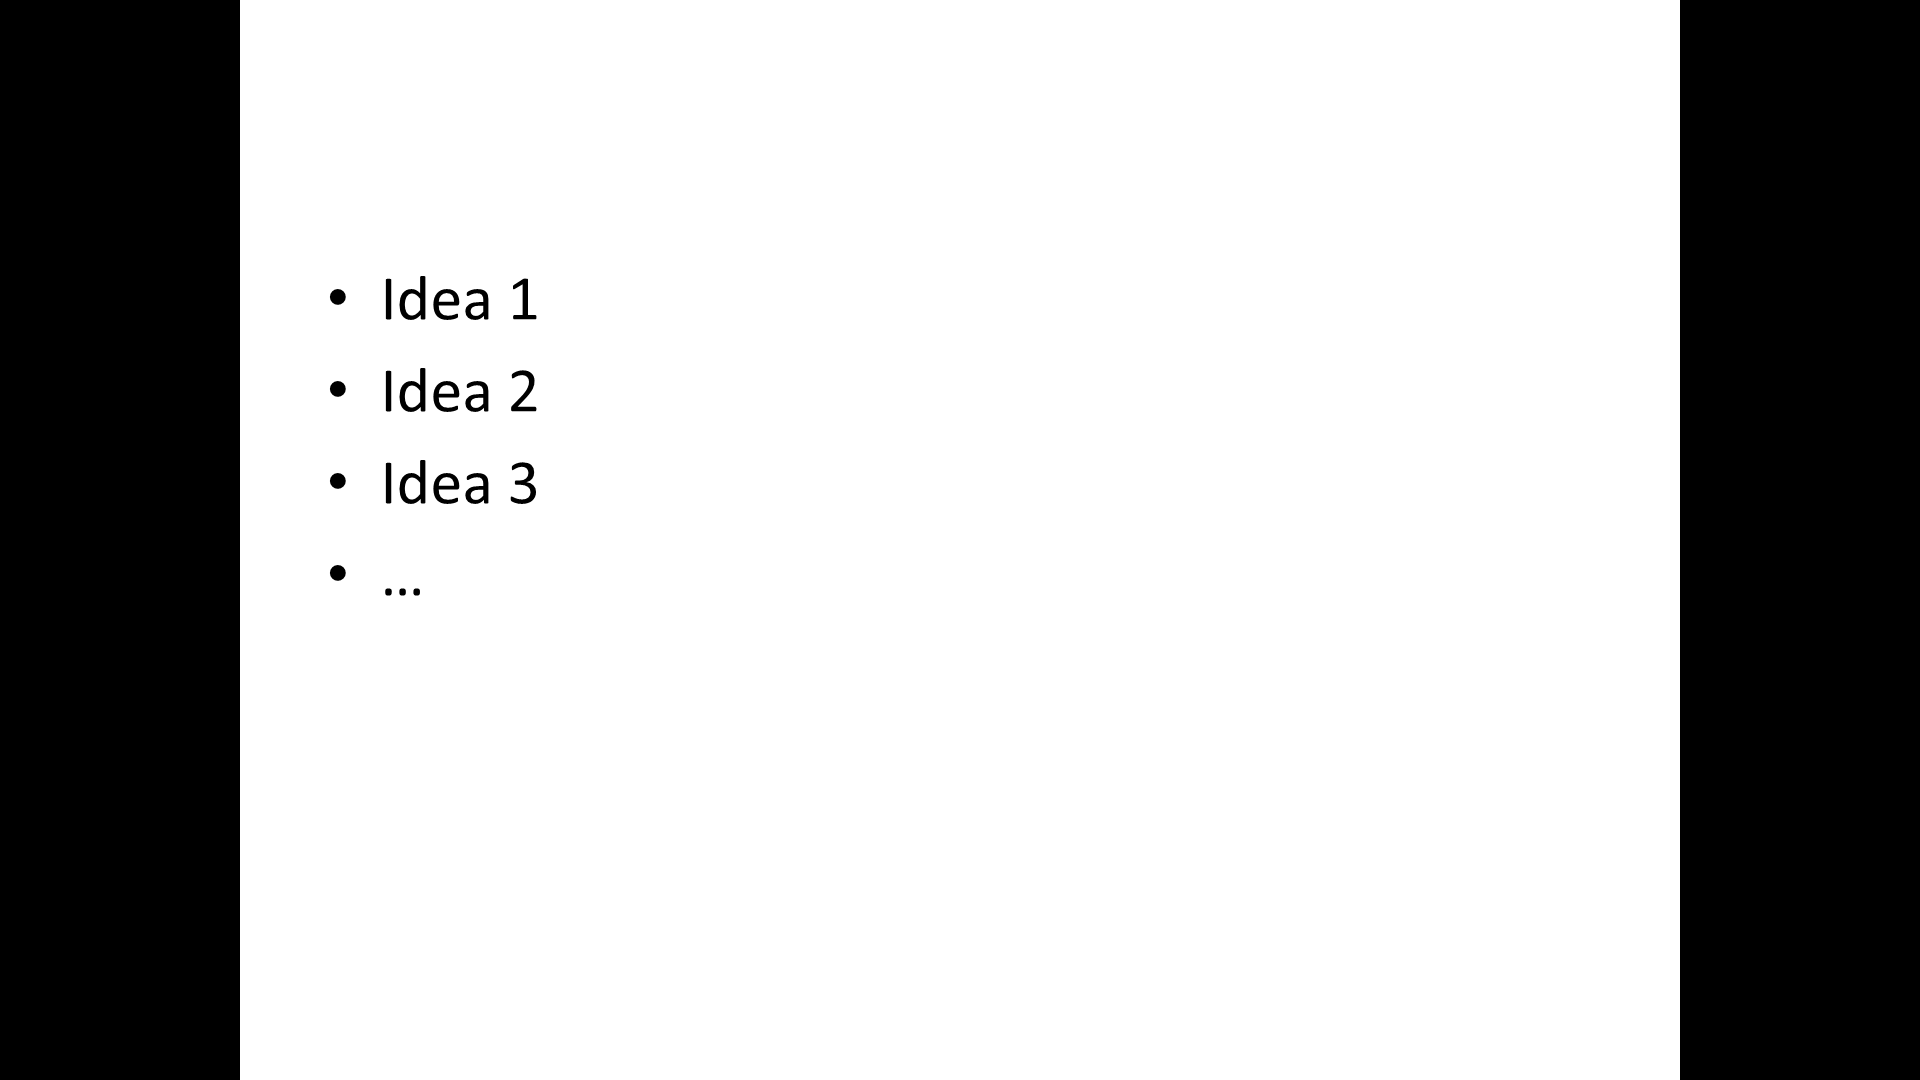 • Idea 1
• Idea 2
• Idea 3
• …